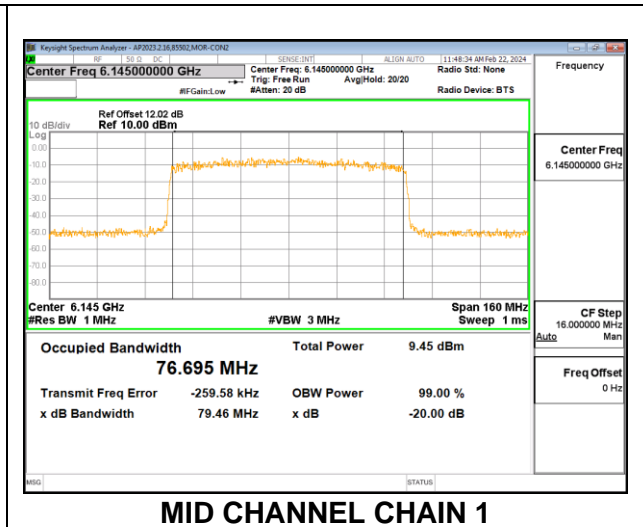 Keysight Spectrum Analyzer - AP2023.2.16,85502,MOR-CON2
RF 50 Ω DC SENSE:INT ALIGN AUTO 11:48:34 AM Feb 22, 2024
Center Freq 6.145000000 GHz
Center Freq: 6.145000000 GHz
Radio Std: None
Trig: Free Run Avg|Hold: 20/20
#IFGain:Low #Atten: 20 dB Radio Device: BTS
Frequency
Ref Offset 12.02 dB
10 dB/div Ref 10.00 dBm
Log
0.00
-10.0
-20.0
-30.0
-40.0
-50.0
-60.0
-70.0
-80.0
Center Freq
6.145000000 GHz
Center 6.145 GHz Span 160 MHz
#Res BW 1 MHz #VBW 3 MHz Sweep 1 ms
CF Step
16.000000 MHz
Auto Man
Occupied Bandwidth Total Power 9.45 dBm
76.695 MHz
Transmit Freq Error -259.58 kHz OBW Power 99.00 %
x dB Bandwidth 79.46 MHz x dB -20.00 dB
Freq Offset
0 Hz
MSG STATUS
MID CHANNEL CHAIN 1